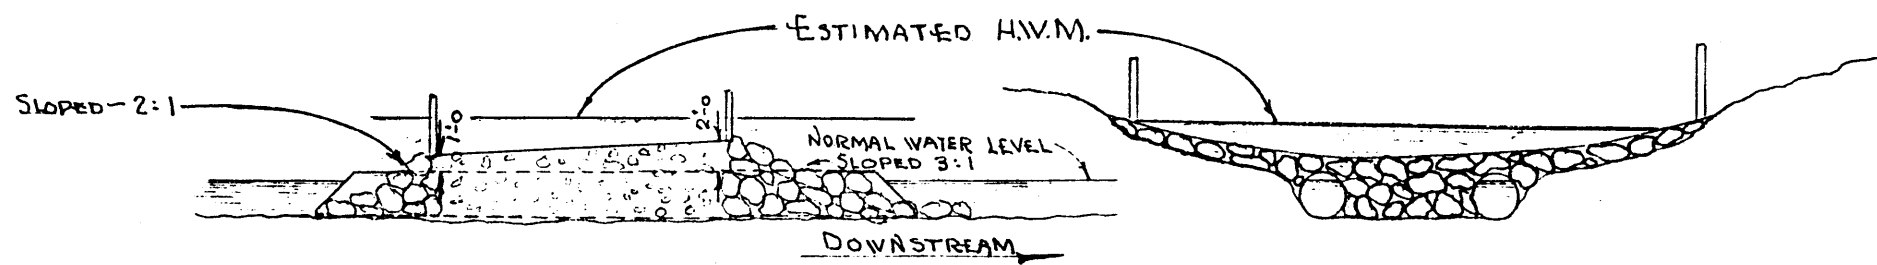 ESTIMATED H.W.M.
SLOPED - 2:1
1'-0
2'-0
NORMAL WATER LEVEL
SLOPED 3:1
DOWNSTREAM